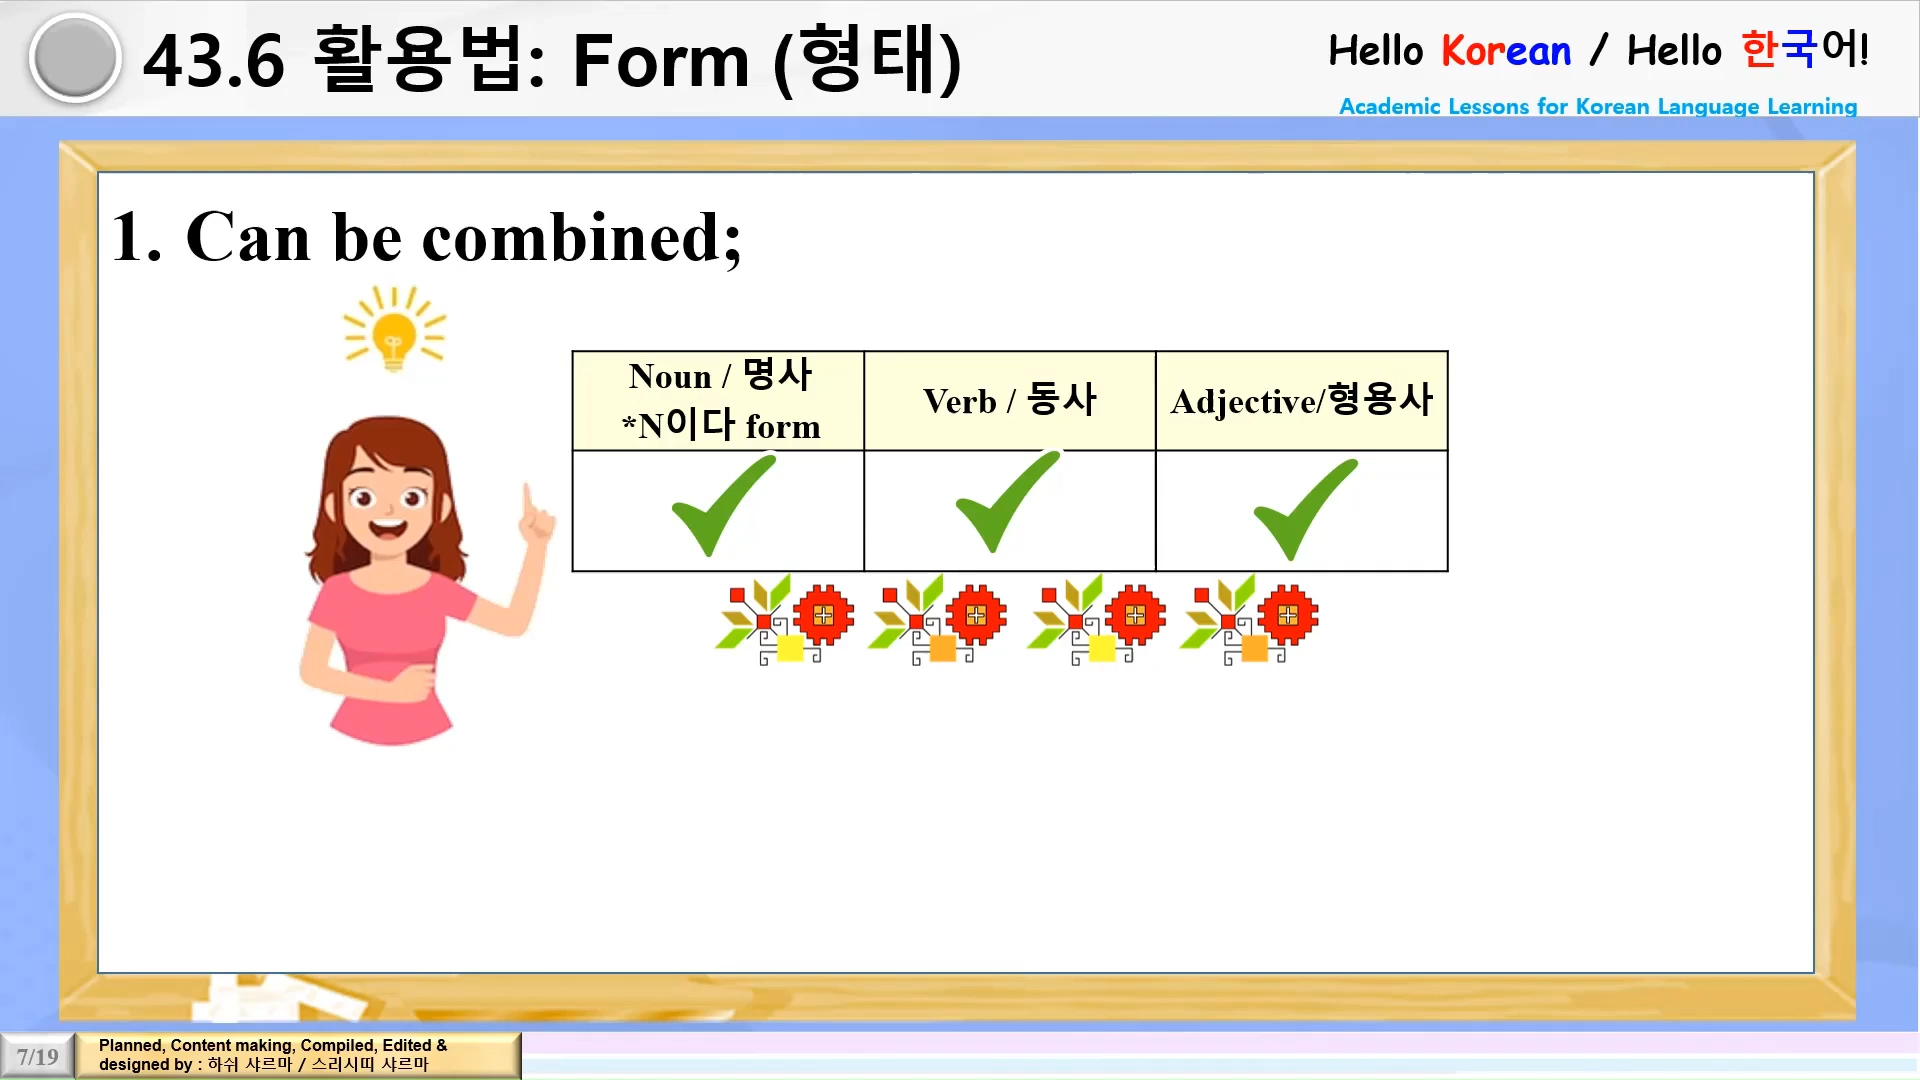 43.6 활용법: Form (형태)
Hello Korean / Hello 한국어!
Academic Lessons for Korean Language Learning
1. Can be combined;
Noun / 명사
*N이다 form
Verb / 동사
Adjective/형용사
7/19
Planned, Content making, Compiled, Edited &
designed by : 하쉬 샤르마 / 스리시띠 샤르마